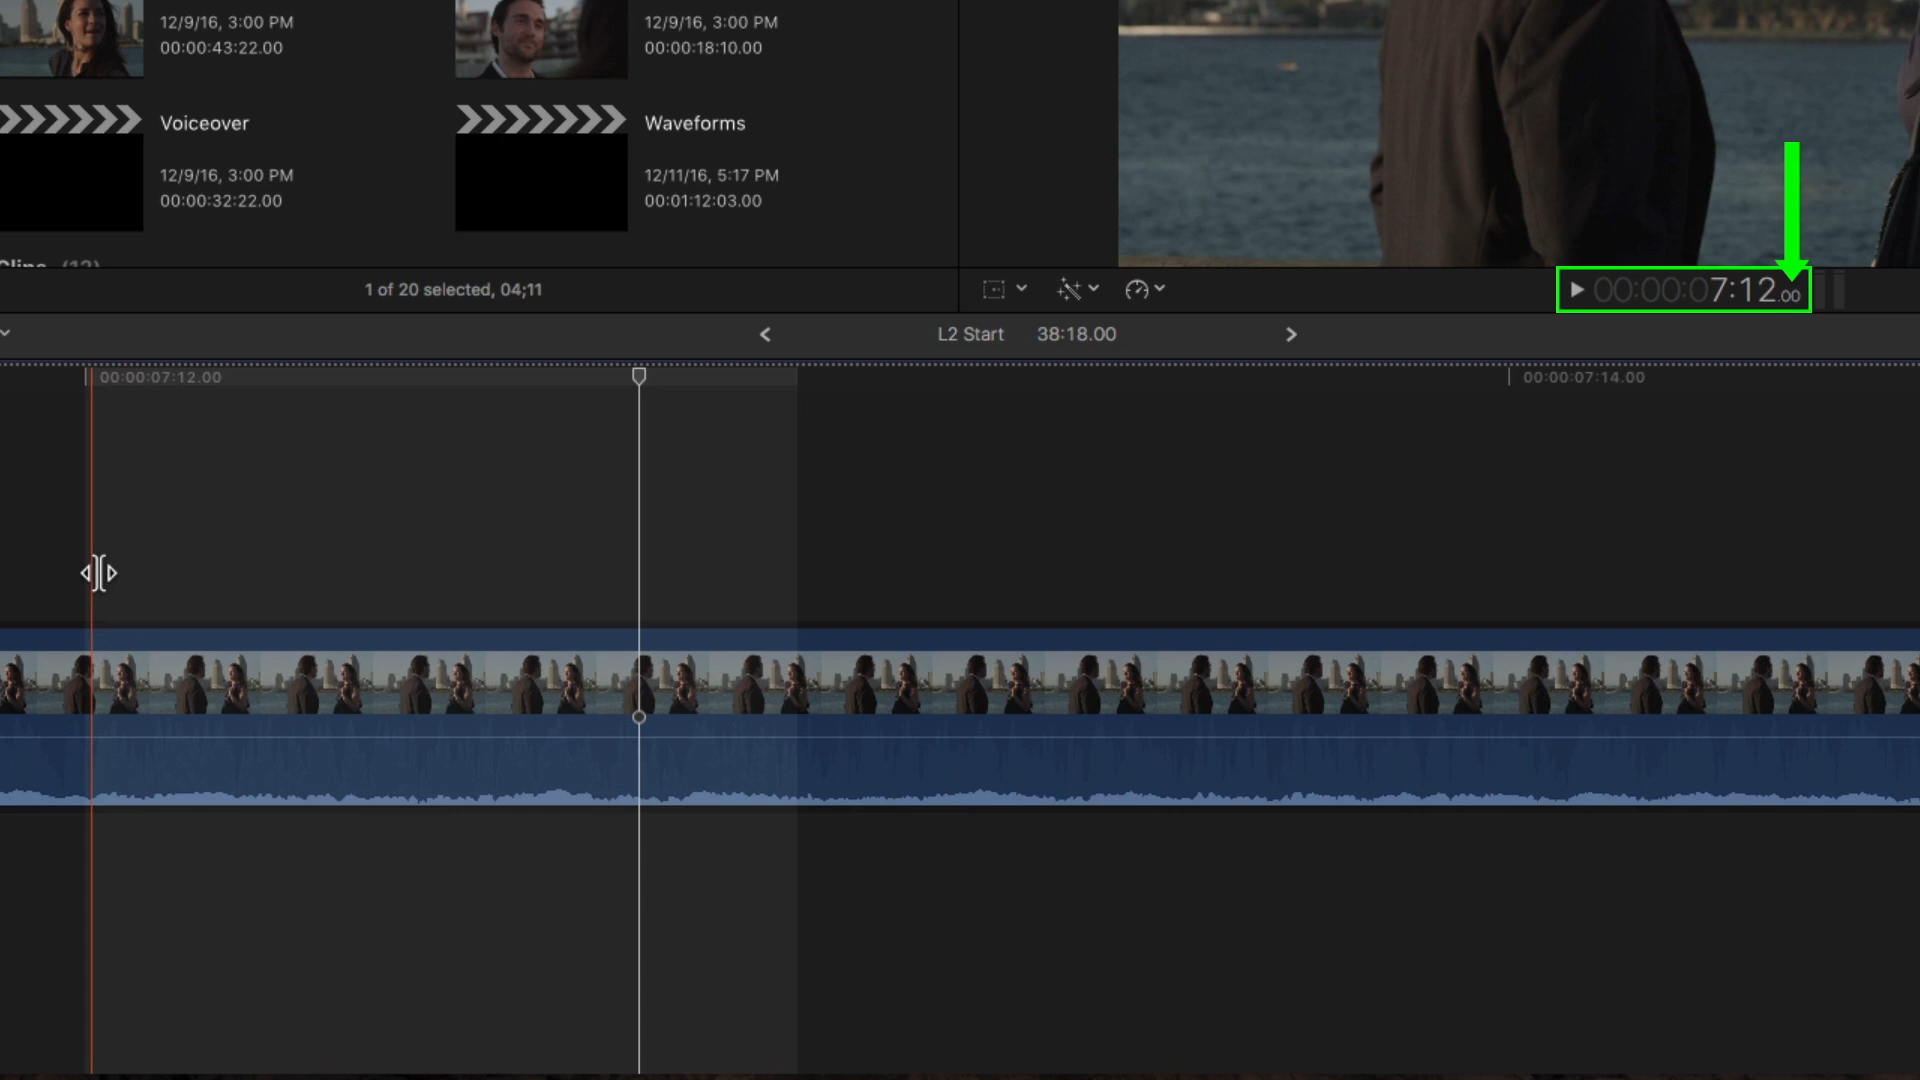 12/9/16, 3:00 PM
00:00:43:22.00
12/9/16, 3:00 PM
00:00:18:10.00
Voiceover
12/9/16, 3:00 PM
00:00:32:22.00
Waveforms
12/11/16, 5:17 PM
00:01:12:03.00
1 of 20 selected, 04;11
00:00:07:12.00
L2 Start 38:18.00
00:00:07:12.00
00:00:07:14.00